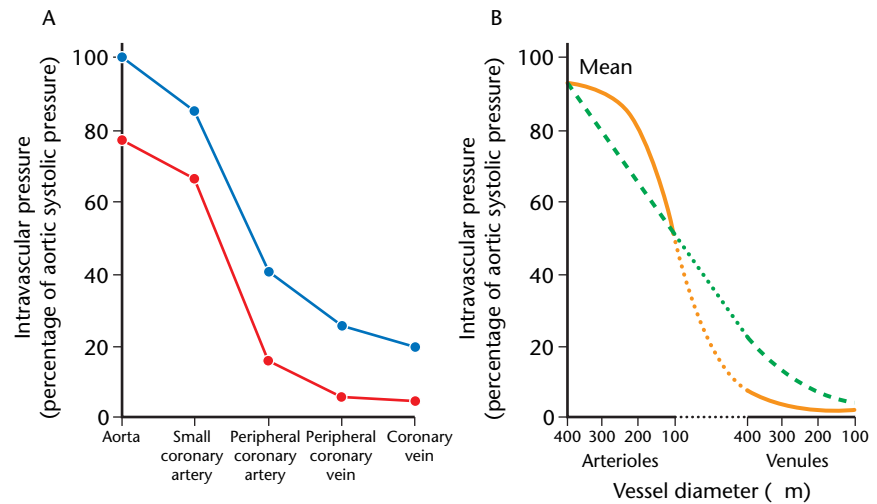 A
Intravascular pressure
(percentage of aortic systolic pressure)
100
80
60
40
20
0
Aorta
Small
coronary
artery
Peripheral
coronary
artery
Peripheral
coronary
vein
Coronary
vein
B
Intravascular pressure
(percentage of aortic systolic pressure)
100
80
60
40
20
0
Mean
400 300 200 100 400 300 200 100
Arterioles Venules
Vessel diameter ( m)